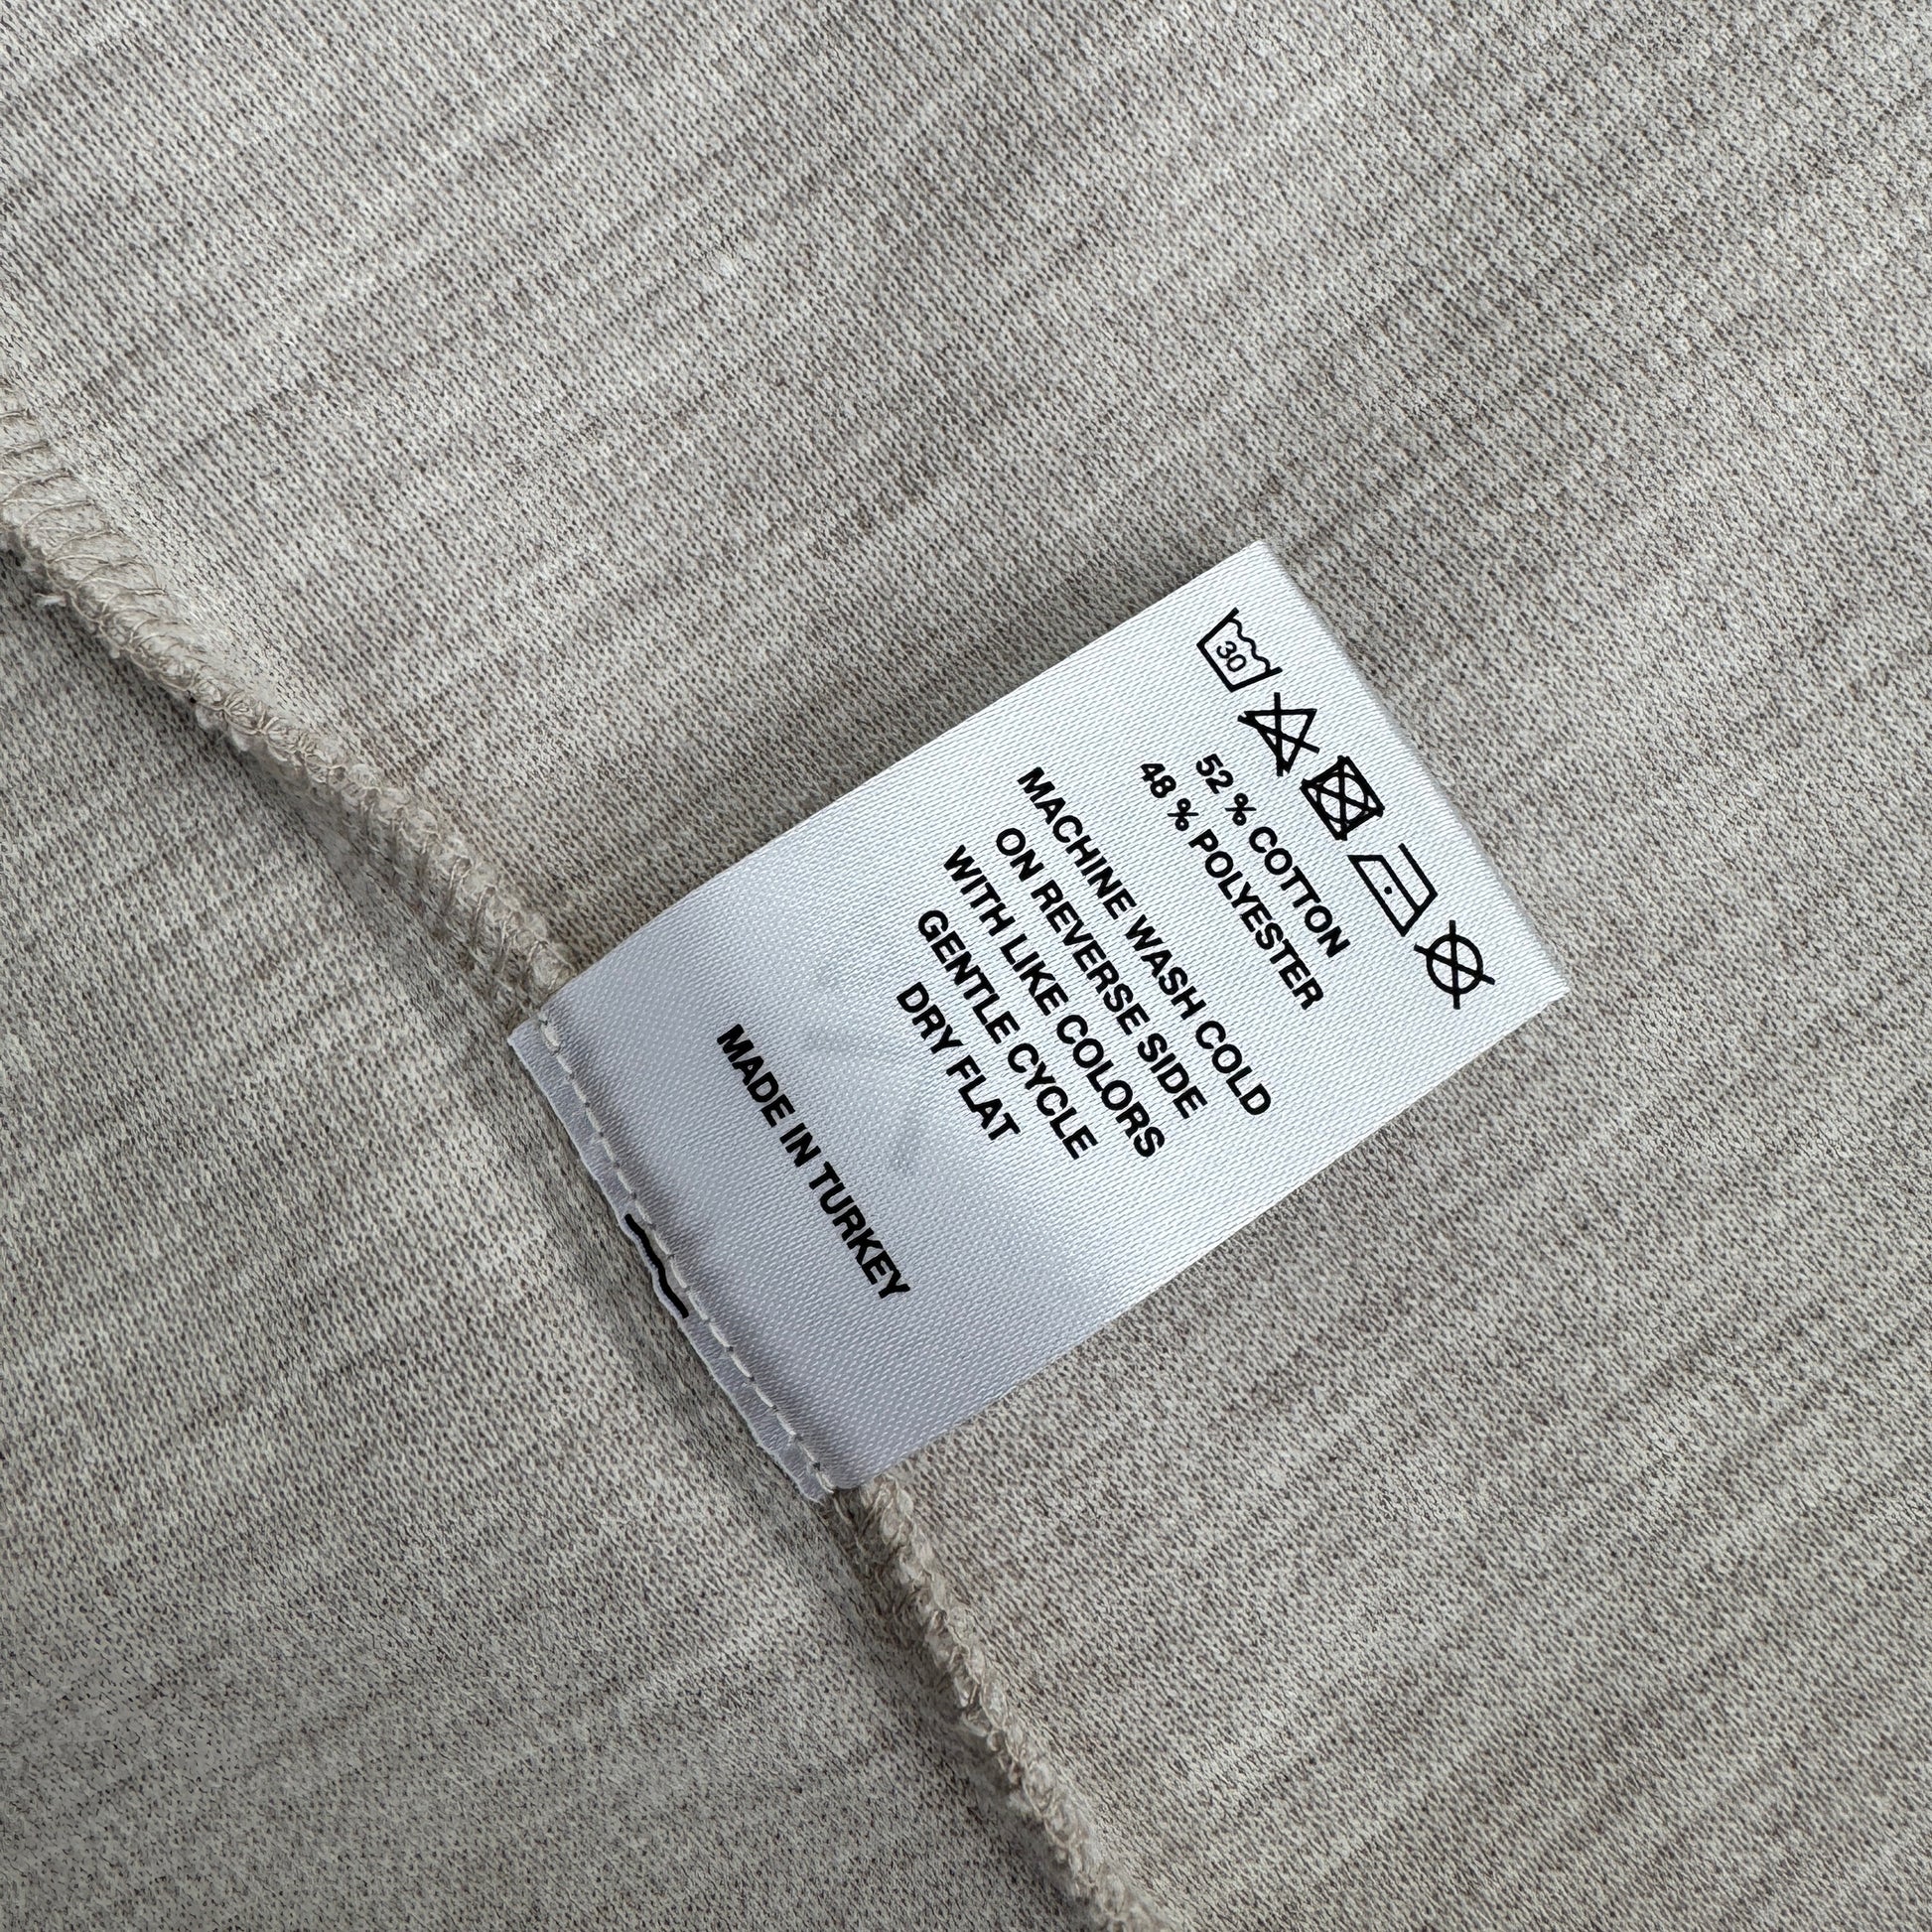 30
52 % COTTON
48 % POLYESTER
MACHINE WASH COLD
ON REVERSE SIDE
WITH LIKE COLORS
GENTLE CYCLE
DRY FLAT
MADE IN TURKEY